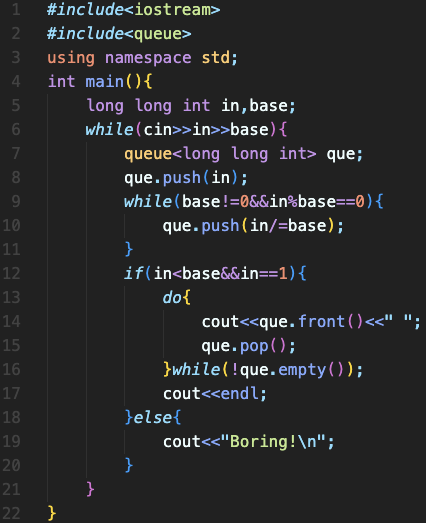 1 #include<iostream>
2 #include<queue>
3 using namespace std;
4 int main(){
5     long long int in,base;
6     while(cin>>in>>base){
7         queue<long long int> que;
8         que.push(in);
9         while(base!=0&&in%base==0){
10             que.push(in/=base);
11         }
12         if(in<base&&in==1){
13             do{
14                 cout<<que.front()<<" ";
15                 que.pop();
16             }while(!que.empty());
17             cout<<endl;
18         }else{
19             cout<<"Boring!\n";
20         }
21     }
22 }